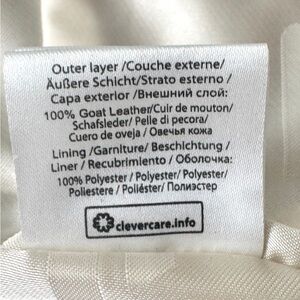 Outer layer /Couche externe/
Äußere Schicht/Strato esterno /
Capa exterior /Внешний слой:
100% Goat Leather/Cuir de mouton/
Schafsleder/ Pelle di pecora/
Cuero de oveja / Овечья кожа
Lining /Garniture/ Beschichtung /
Liner / Recubrimiento / Оболочка:
100% Polyester / Polyester/ Polyester/
Poliestere / Poliéster/ Полиэстер
clevercare.info